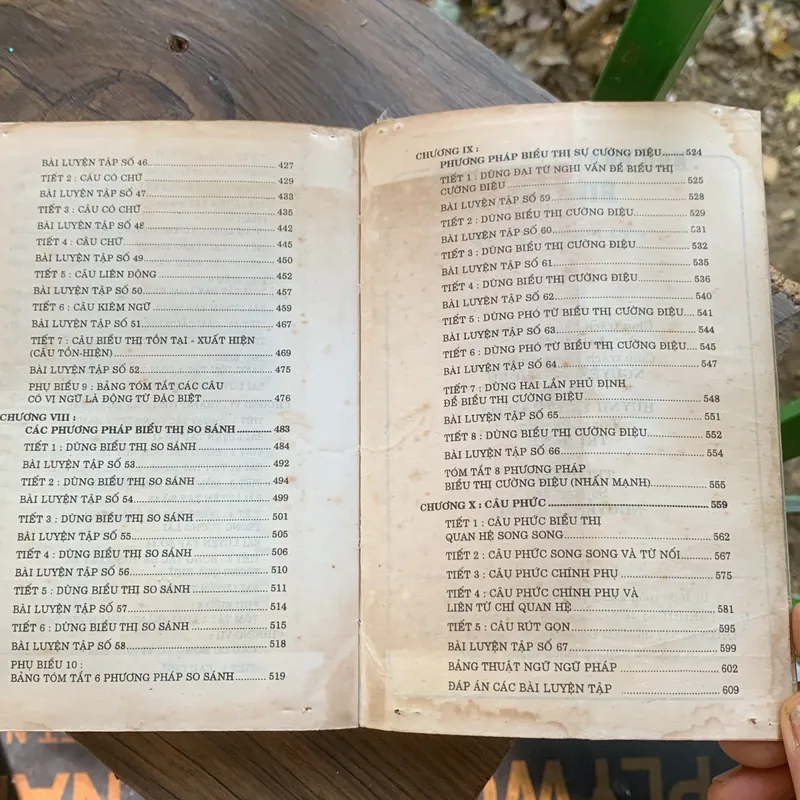 BÀI LUYỆN TẬP SỐ 46 427
TIẾT 2 : CÂU CÓ CHỮ 429
BÀI LUYỆN TẬP SỐ 47 433
TIẾT 3 : CÂU CÓ CHỮ 435
BÀI LUYỆN TẬP SỐ 48 442
TIẾT 4 : CÂU CHỮ 445
BÀI LUYỆN TẬP SỐ 49 450
TIẾT 5 : CÂU LIÊN ĐỘNG 452
BÀI LUYỆN TẬP SỐ 50 457
TIẾT 6 : CÂU KIÊM NGỮ 459
BÀI LUYỆN TẬP SỐ 51 467
TIẾT 7 : CÂU BIỂU THỊ TỒN TẠI - XUẤT HIỆN
(CÂU TỒN-HIỆN) 469
BÀI LUYỆN TẬP SỐ 52 475
PHỤ BIỂU 9 : BẢNG TÓM TẮT CÁC CÂU
CÓ VỊ NGỮ LÀ ĐỘNG TỪ ĐẶC BIỆT 476
CHƯƠNG VIII :
CÁC PHƯƠNG PHÁP BIỂU THỊ SO SÁNH 483
TIẾT 1 : DÙNG BIỂU THỊ SO SÁNH 484
BÀI LUYỆN TẬP SỐ 53 492
TIẾT 2 : DÙNG BIỂU THỊ SO SÁNH 494
BÀI LUYỆN TẬP SỐ 54 499
TIẾT 3 : DÙNG BIỂU THỊ SO SÁNH 501
BÀI LUYỆN TẬP SỐ 55 505
TIẾT 4 : DÙNG BIỂU THỊ SO SÁNH 506
BÀI LUYỆN TẬP SỐ 56 510
TIẾT 5 : DÙNG BIỂU THỊ SO SÁNH 511
BÀI LUYỆN TẬP SỐ 57 514
TIẾT 6 : DÙNG BIỂU THỊ SO SÁNH 515
BÀI LUYỆN TẬP SỐ 58 518
PHỤ BIỂU 10 :
BẢNG TÓM TẮT 6 PHƯƠNG PHÁP SO SÁNH 519
CHƯƠNG IX :
PHƯƠNG PHÁP BIỂU THỊ SỰ CƯỜNG ĐIỆU 524
TIẾT 1 : DÙNG ĐẠI TỪ NGHI VẤN ĐỂ BIỂU THỊ
CƯỜNG ĐIỆU 525
BÀI LUYỆN TẬP SỐ 59 528
TIẾT 2 : DÙNG BIỂU THỊ CƯỜNG ĐIỆU 529
BÀI LUYỆN TẬP SỐ 60 531
TIẾT 3 : DÙNG BIỂU THỊ CƯỜNG ĐIỆU 532
BÀI LUYỆN TẬP SỐ 61 535
TIẾT 4 : DÙNG BIỂU THỊ CƯỜNG ĐIỆU 536
BÀI LUYỆN TẬP SỐ 62 540
TIẾT 5 : DÙNG PHÓ TỪ BIỂU THỊ CƯỜNG ĐIỆU 541
BÀI LUYỆN TẬP SỐ 63 544
TIẾT 6 : DÙNG PHÓ TỪ BIỂU THỊ CƯỜNG ĐIỆU 545
BÀI LUYỆN TẬP SỐ 64 547
TIẾT 7 : DÙNG HAI LẦN PHỦ ĐỊNH
ĐỂ BIỂU THỊ CƯỜNG ĐIỆU 548
BÀI LUYỆN TẬP SỐ 65 551
TIẾT 8 : DÙNG BIỂU THỊ CƯỜNG ĐIỆU 552
BÀI LUYỆN TẬP SỐ 66 554
TÓM TẮT 8 PHƯƠNG PHÁP
BIỂU THỊ CƯỜNG ĐIỆU (NHẤN MẠNH) 555
CHƯƠNG X : CÂU PHỨC 559
TIẾT 1 : CÂU PHỨC BIỂU THỊ
QUAN HỆ SONG SONG 562
TIẾT 2 : CÂU PHỨC SONG SONG VÀ TỪ NỐI 567
TIẾT 3 : CÂU PHỨC CHÍNH PHỤ 575
TIẾT 4 : CÂU PHỨC CHÍNH PHỤ VÀ
LIÊN TỪ CHỈ QUAN HỆ 581
TIẾT 5 : CÂU RÚT GỌN 595
BÀI LUYỆN TẬP SỐ 67 599
BẢNG THUẬT NGỮ NGỮ PHÁP 602
ĐÁP ÁN CÁC BÀI LUYỆN TẬP 609